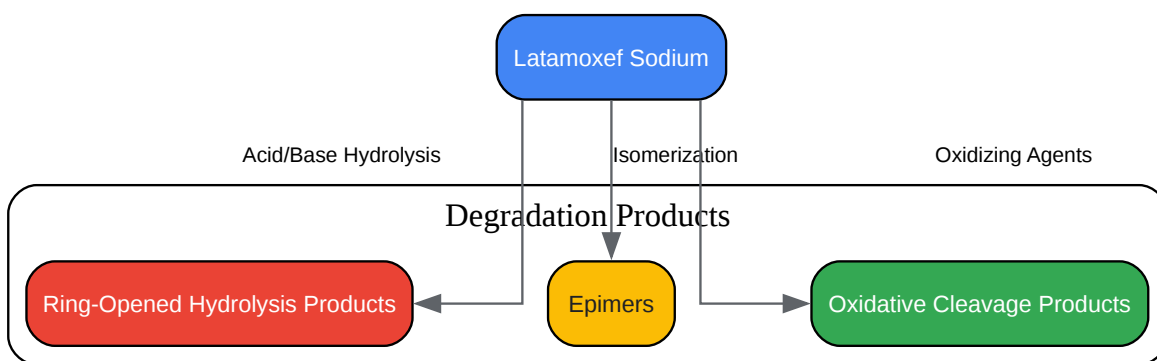 Latamoxef Sodium
Acid/Base Hydrolysis
Isomerization
Oxidizing Agents
Degradation Products
Ring-Opened Hydrolysis Products
Epimers
Oxidative Cleavage Products